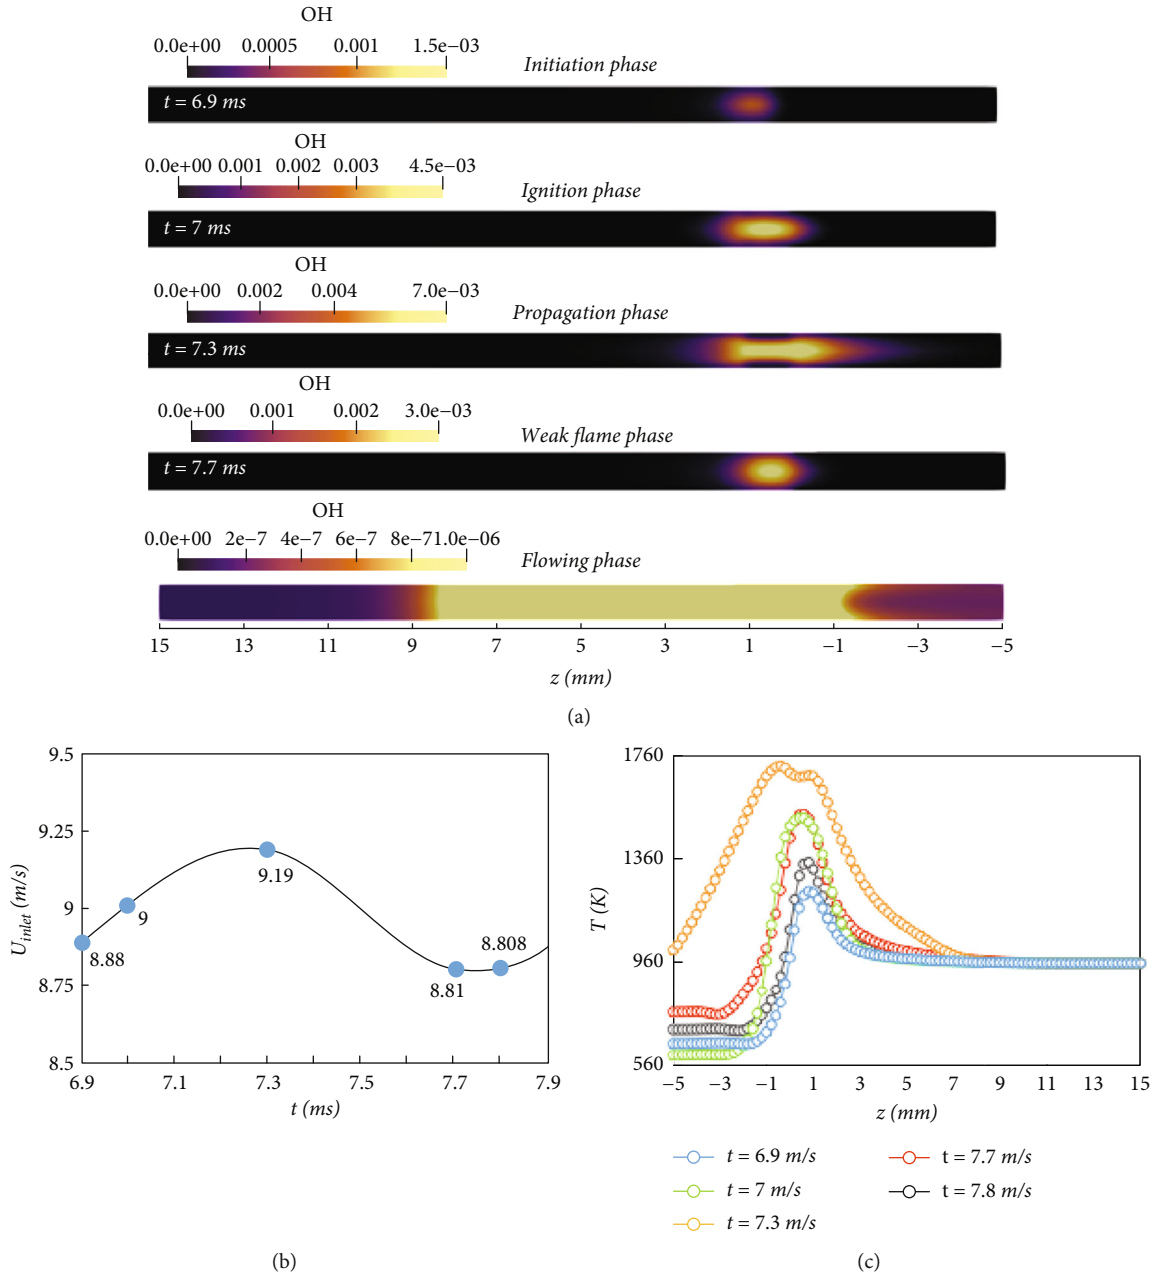 (a)
OH
0.0e+00 0.0005 0.001 1.5e−03
Initiation phase
t = 6.9 ms
OH
0.0e+00 0.001 0.002 0.003 4.5e−03
Ignition phase
t = 7 ms
OH
0.0e+00 0.002 0.004 7.0e−03
Propagation phase
t = 7.3 ms
OH
0.0e+00 0.001 0.002 3.0e−03
Weak flame phase
t = 7.7 ms
OH
0.0e+00 2e−7 4e−7 6e−7 8e−71.0e−06
Flowing phase
15 13 11 9 7 5 3 1 −1 −3 −5
z (mm)
9.5
9.25
9
8.75
8.5
U_inlet (m/s)
8.88
9
9.19
8.81
8.808
6.9 7.1 7.3 7.5 7.7 7.9
t (ms)
(b)
1760
1360
960
560
T (K)
−5 −3 −1 1 3 5 7 9 11 13 15
z (mm)
t = 6.9 m/s
t = 7 m/s
t = 7.3 m/s
t = 7.7 m/s
t = 7.8 m/s
(c)